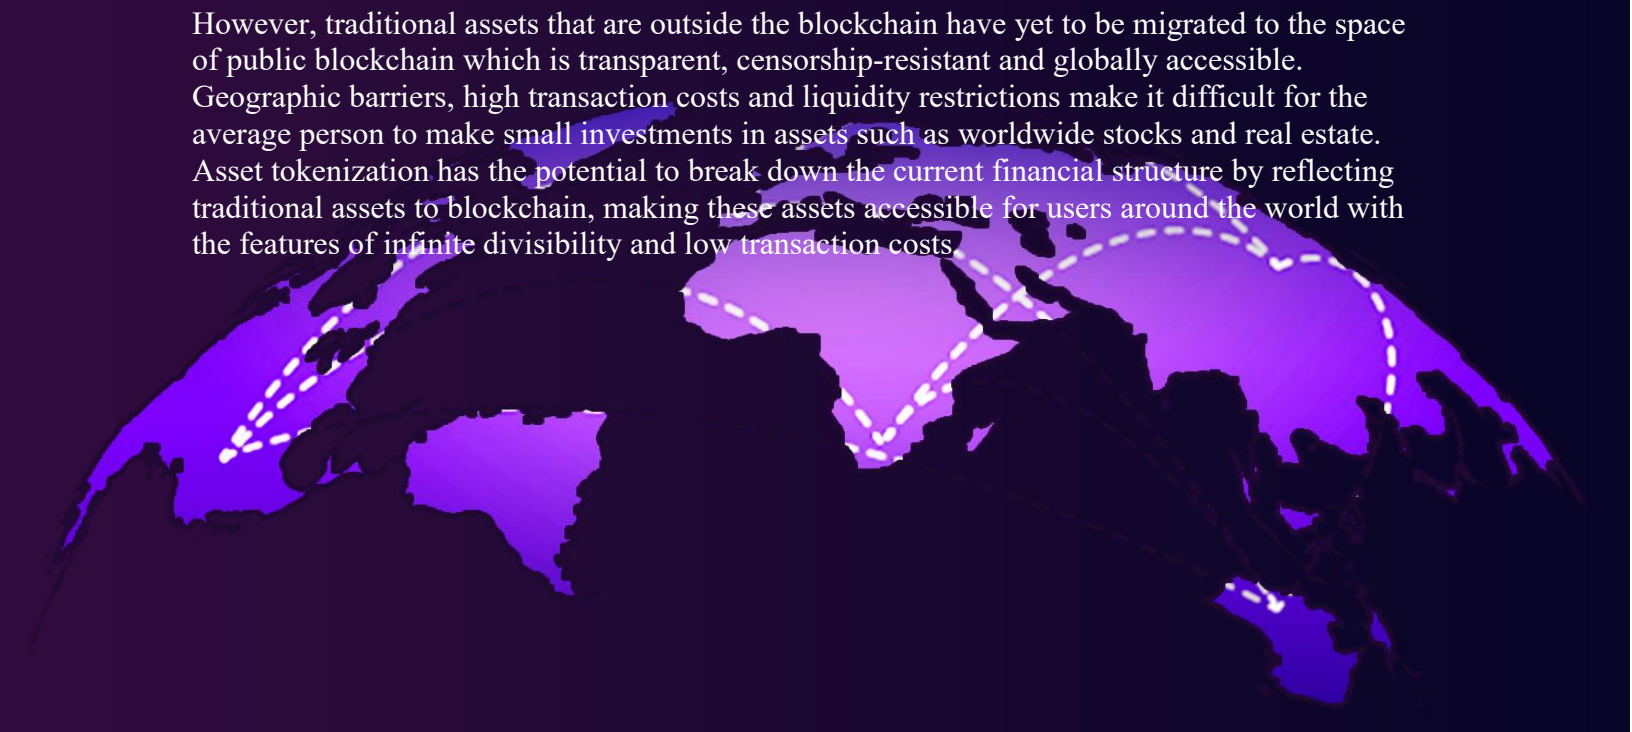 However, traditional assets that are outside the blockchain have yet to be migrated to the space
of public blockchain which is transparent, censorship-resistant and globally accessible.
Geographic barriers, high transaction costs and liquidity restrictions make it difficult for the
average person to make small investments in assets such as worldwide stocks and real estate.
Asset tokenization has the potential to break down the current financial structure by reflecting
traditional assets to blockchain, making these assets accessible for users around the world with
the features of infinite divisibility and low transaction costs.